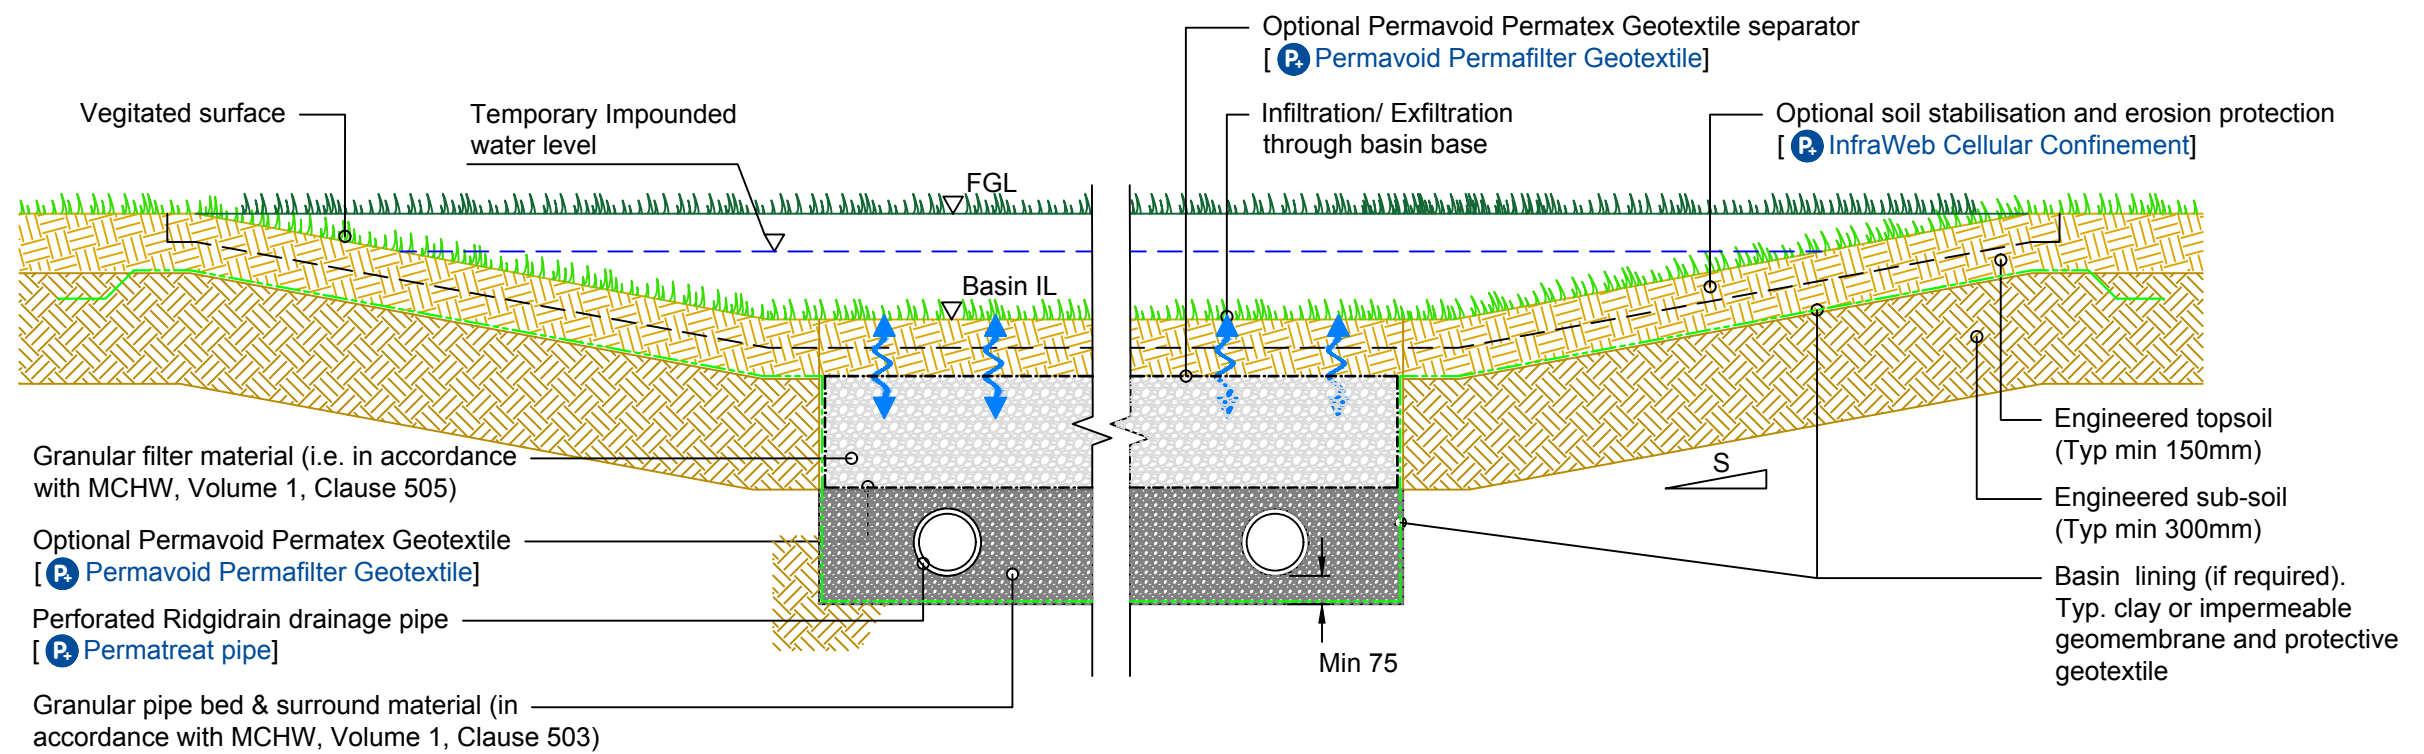 Optional Permavoid Permatex Geotextile separator
[ P+ Permavoid Permafilter Geotextile]
Vegitated surface
Temporary Impounded
water level
Infiltration/ Exfiltration
through basin base
Optional soil stabilisation and erosion protection
[ P+ InfraWeb Cellular Confinement]
FGL
Basin IL
Granular filter material (i.e. in accordance
with MCHW, Volume 1, Clause 505)
Optional Permavoid Permatex Geotextile
[ P+ Permavoid Permafilter Geotextile]
Perforated Ridgidrain drainage pipe
[ P+ Permatreat pipe]
Granular pipe bed & surround material (in
accordance with MCHW, Volume 1, Clause 503)
Min 75
S
Engineered topsoil
(Typ min 150mm)
Engineered sub-soil
(Typ min 300mm)
Basin lining (if required).
Typ. clay or impermeable
geomembrane and protective
geotextile